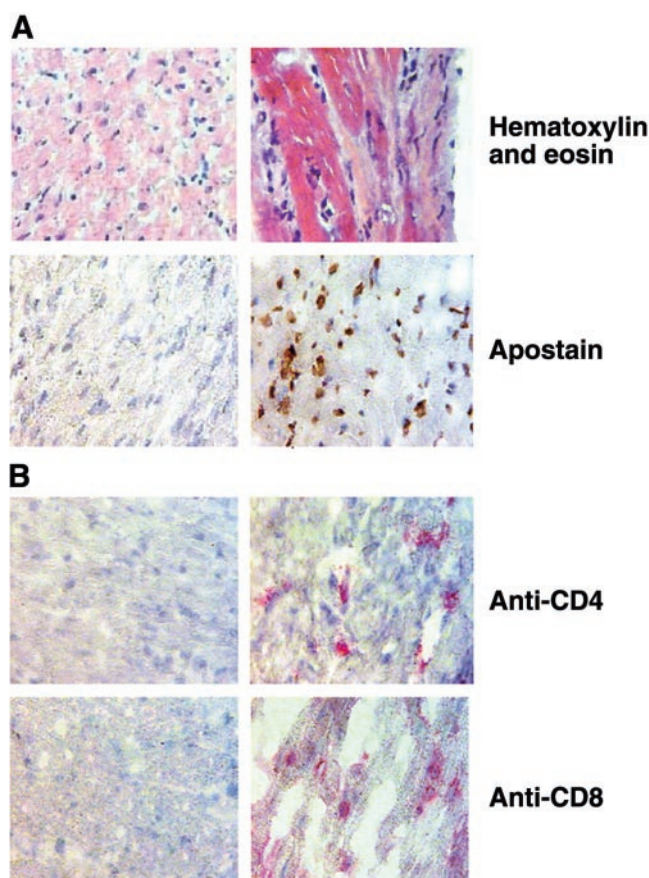 A
Hematoxylin
and eosin
Apostain
B
Anti-CD4
Anti-CD8